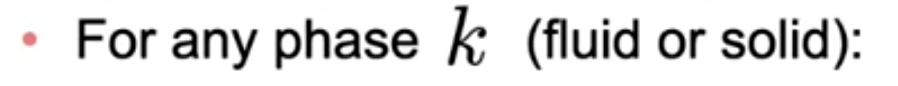 • For any phase k (fluid or solid):